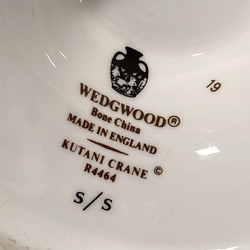 19
WEDGWOOD®
Bone China
MADE IN ENGLAND
KUTANI CRANE ©
R4464
S/S